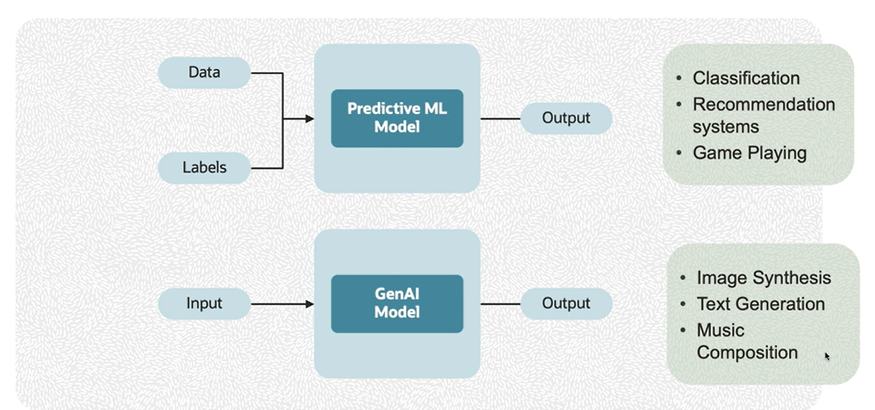 Data
Labels
Predictive ML
Model
Output
• Classification
• Recommendation
systems
• Game Playing
Input
GenAI
Model
Output
• Image Synthesis
• Text Generation
• Music
Composition